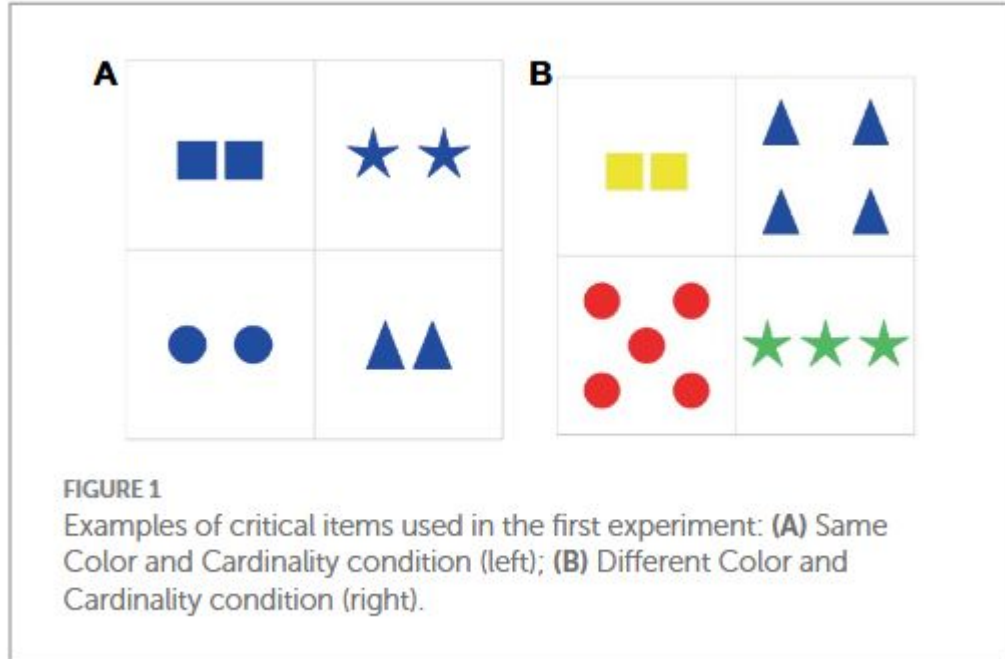 A
B
FIGURE 1
Examples of critical items used in the first experiment: (A) Same
Color and Cardinality condition (left); (B) Different Color and
Cardinality condition (right).